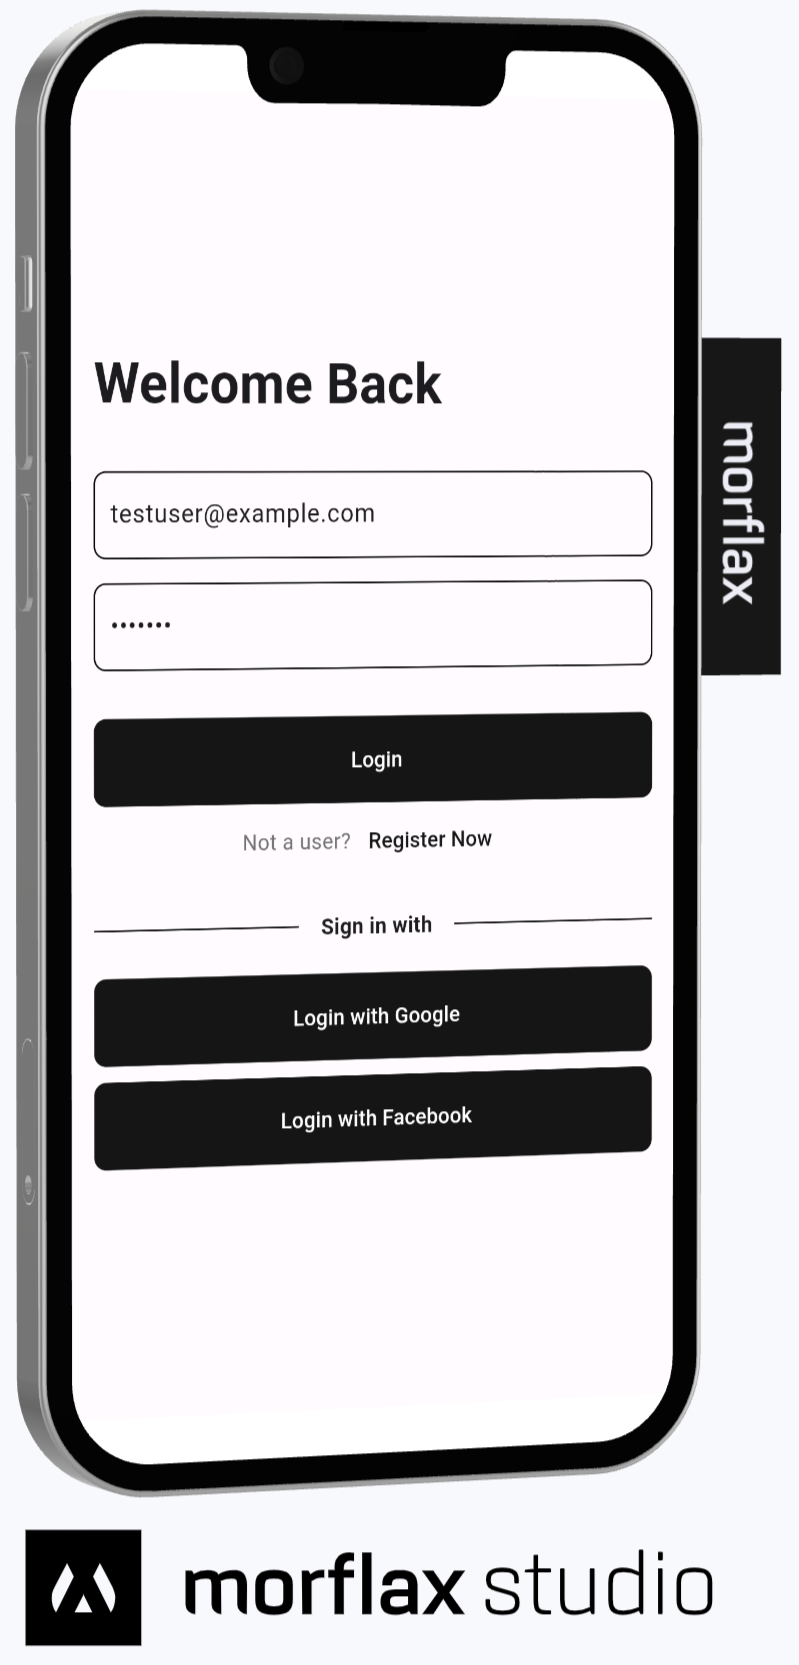 Welcome Back
testuser@example.com
•••••••
Login
Not a user? Register Now
Sign in with
Login with Google
Login with Facebook
morflax
morflax studio